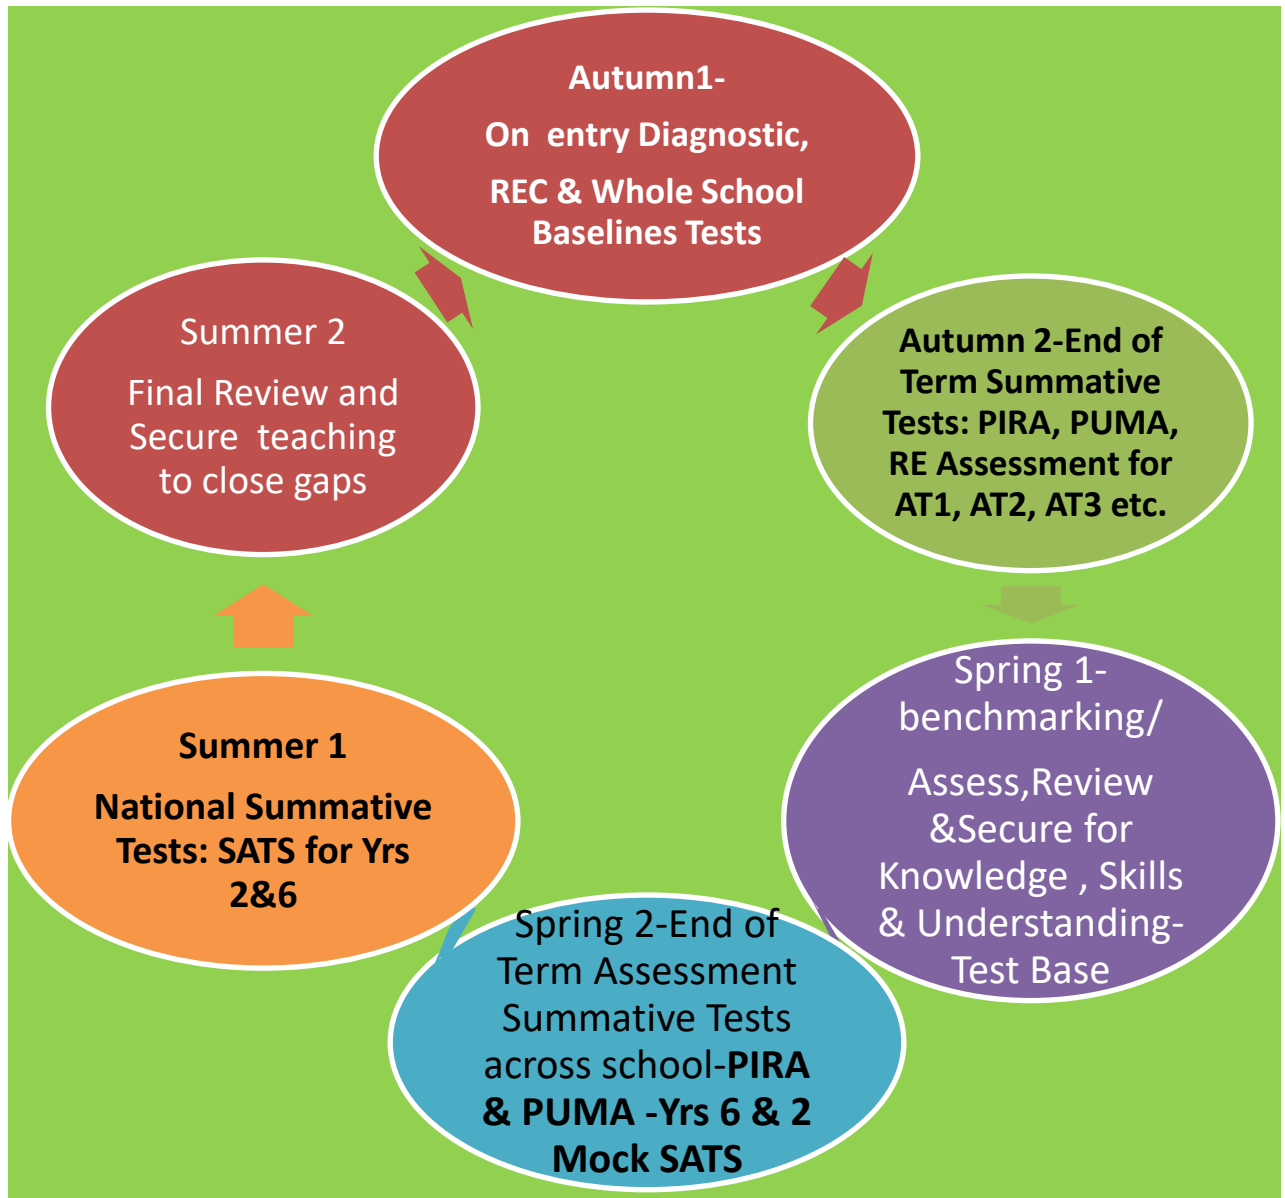 Autumn1-
On  entry Diagnostic,
REC & Whole School
Baselines Tests
Autumn 2-End of
Term Summative
Tests: PIRA, PUMA,
RE Assessment for
AT1, AT2, AT3 etc.
Spring 1-
benchmarking/
Assess,Review
&Secure for
Knowledge , Skills
& Understanding-
Test Base
Spring 2-End of
Term Assessment
Summative Tests
across school-PIRA
& PUMA -Yrs 6 & 2
Mock SATS
Summer 1
National Summative
Tests: SATS for Yrs
2&6
Summer 2
Final Review and
Secure  teaching
to close gaps